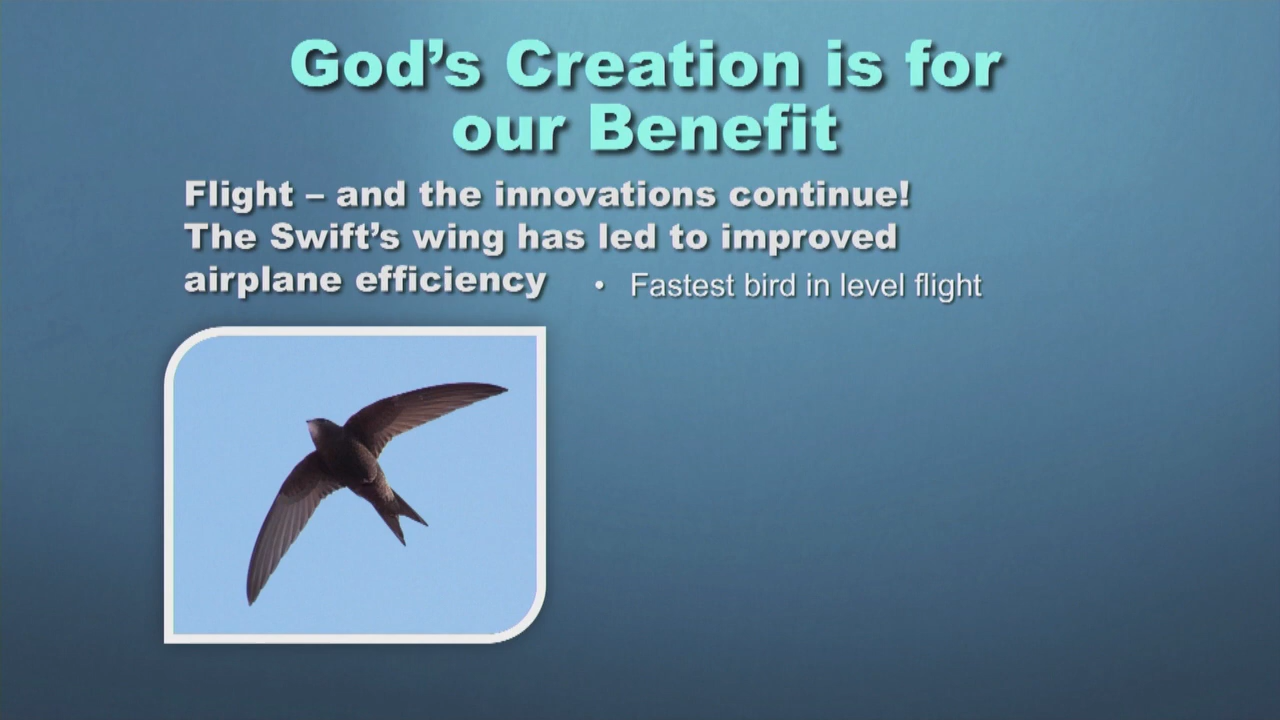 God’s Creation is for
our Benefit
Flight – and the innovations continue!
The Swift’s wing has led to improved
airplane efficiency
• Fastest bird in level flight